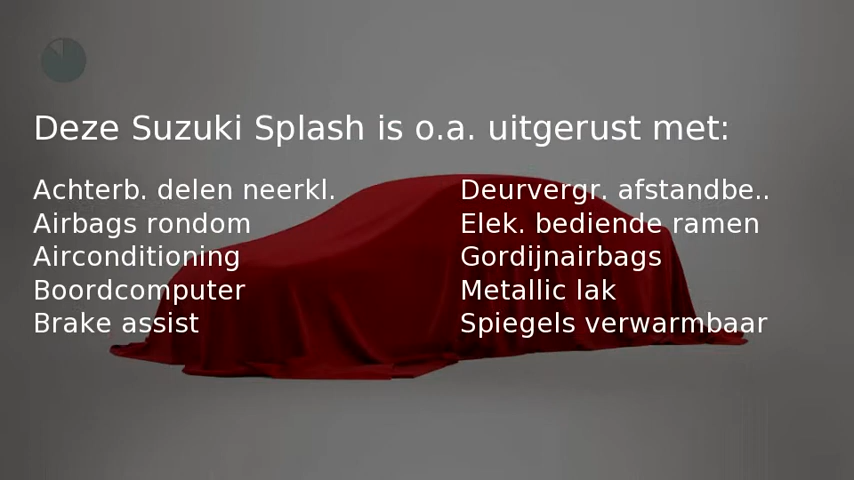 Deze Suzuki Splash is o.a. uitgerust met:
Achterb. delen neerkl.
Airbags rondom
Airconditioning
Boordcomputer
Brake assist
Deurvergr. afstandbe..
Elek. bediende ramen
Gordijnairbags
Metallic lak
Spiegels verwarmbaar